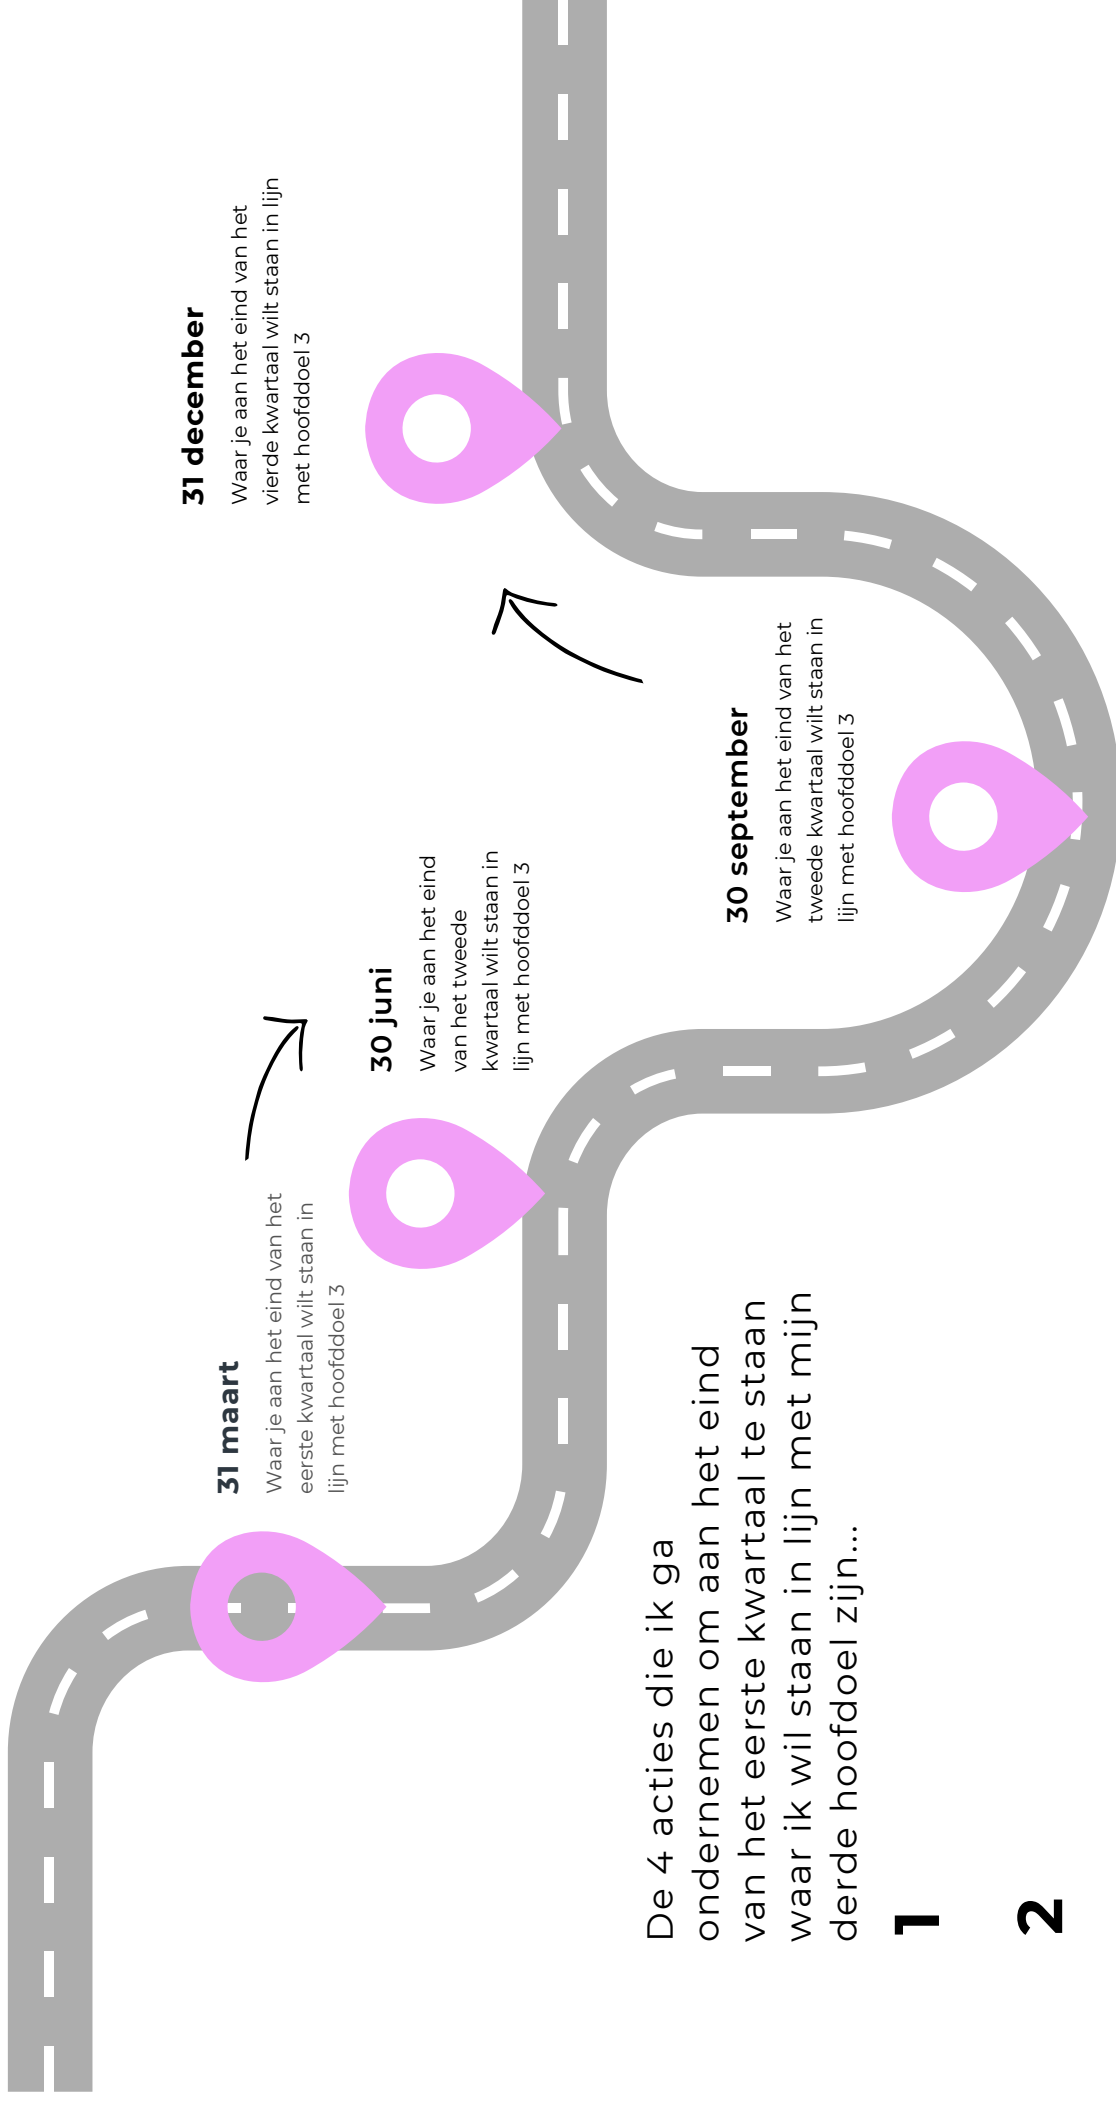 31 maart
Waar je aan het eind van het
eerste kwartaal wilt staan in
lijn met hoofddoel 3
30 juni
Waar je aan het eind
van het tweede
kwartaal wilt staan in
lijn met hoofddoel 3
30 september
Waar je aan het eind van het
tweede kwartaal wilt staan in
lijn met hoofddoel 3
31 december
Waar je aan het eind van het
vierde kwartaal wilt staan in lijn
met hoofddoel 3
De 4 acties die ik ga
ondernemen om aan het eind
van het eerste kwartaal te staan
waar ik wil staan in lijn met mijn
derde hoofdoel zijn...
1
2